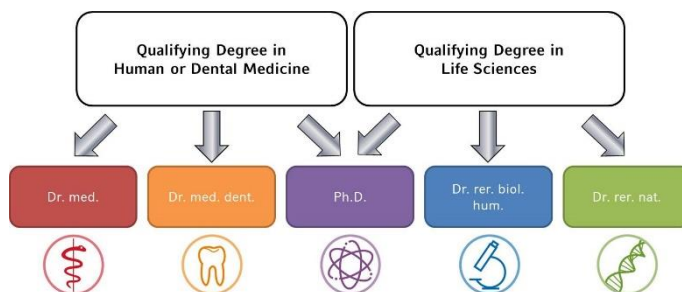 Qualifying Degree in
Human or Dental Medicine
Qualifying Degree in
Life Sciences
Dr. med.
Dr. med. dent.
Ph.D.
Dr. rer. biol.
hum.
Dr. rer. nat.